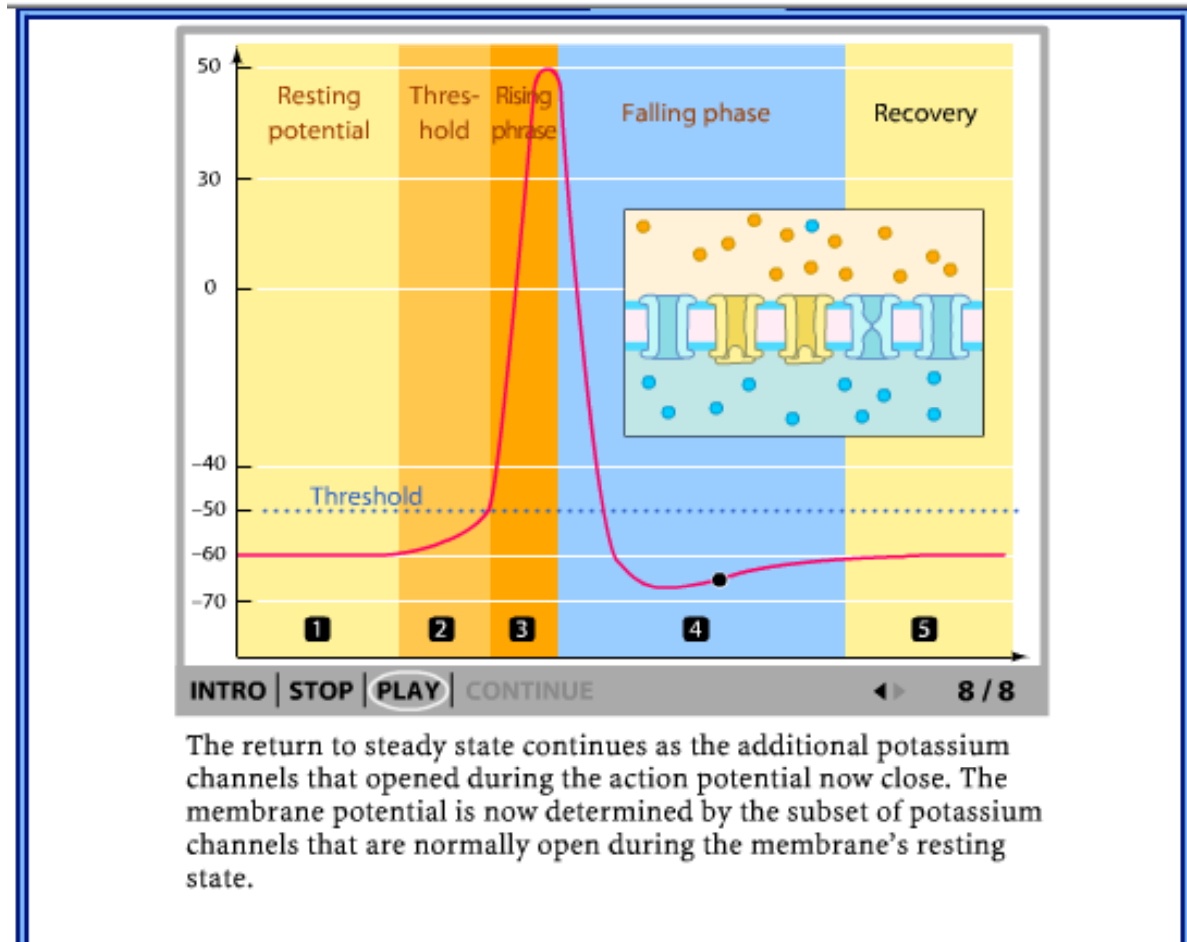 50
Resting
potential
Thres-
hold
Rising
phrase
Falling phase
Recovery
30
0
–40
Threshold
–50
–60
–70
1
2
3
4
5
INTRO | STOP | PLAY | CONTINUE
8 / 8
The return to steady state continues as the additional potassium
channels that opened during the action potential now close. The
membrane potential is now determined by the subset of potassium
channels that are normally open during the membrane’s resting
state.